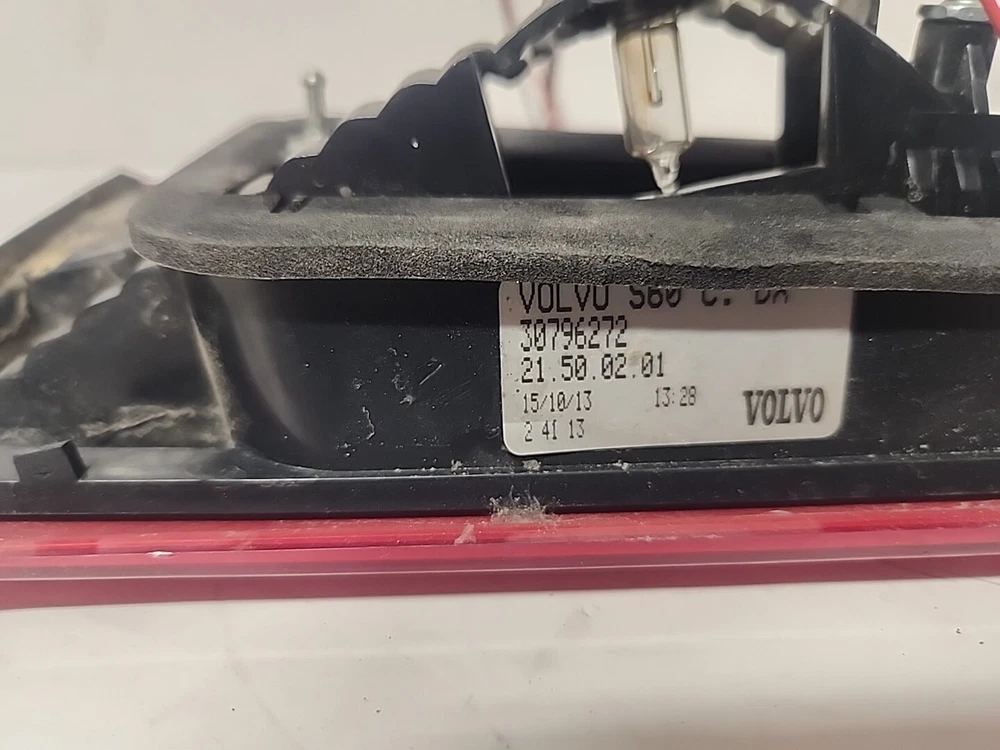 VOLVO S60 C. DX
30796272
21.50.02.01
15/10/13 13:28
2 41 13
VOLVO